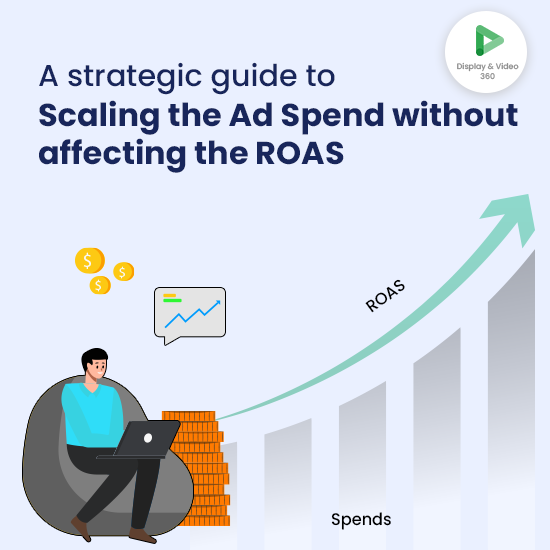 Display & Video
360
A strategic guide to
Scaling the Ad Spend without
affecting the ROAS
$
$
$
ROAS
Spends